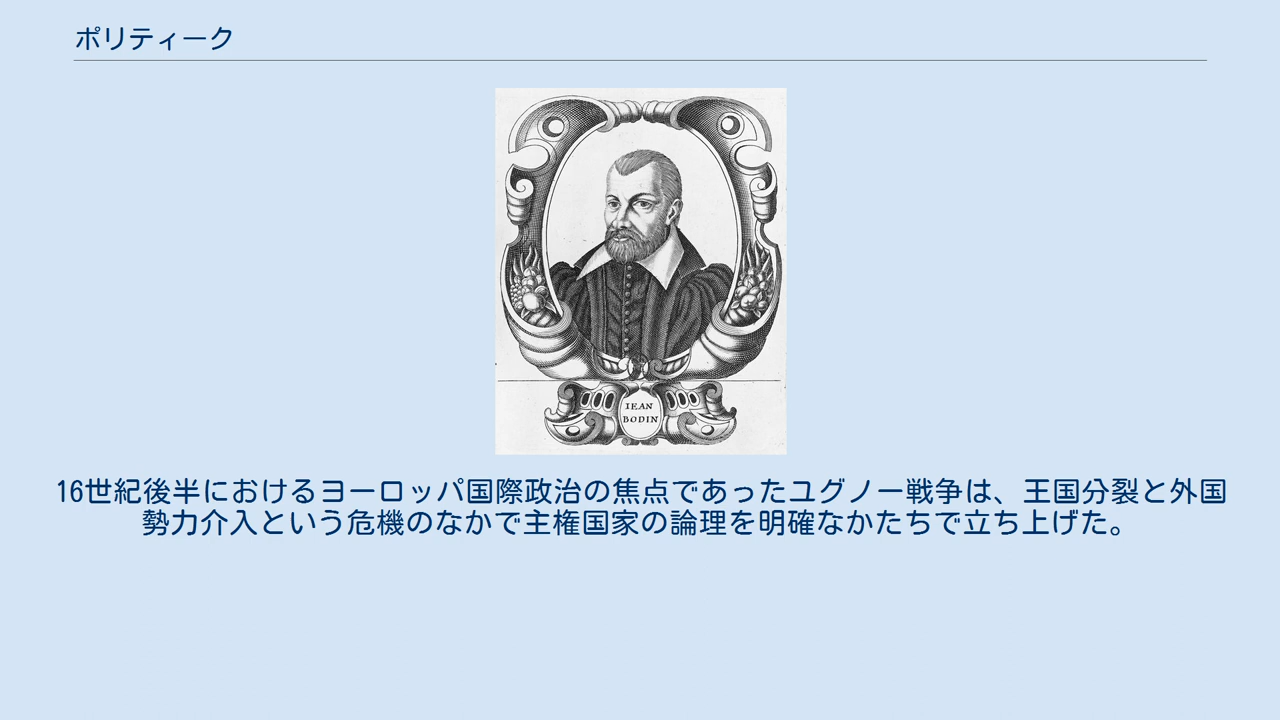 ポリティーク
IEAN
BODIN
16世紀後半におけるヨーロッパ国際政治の焦点であったユグノー戦争は、王国分裂と外国
勢力介入という危機のなかで主権国家の論理を明確なかたちで立ち上げた。